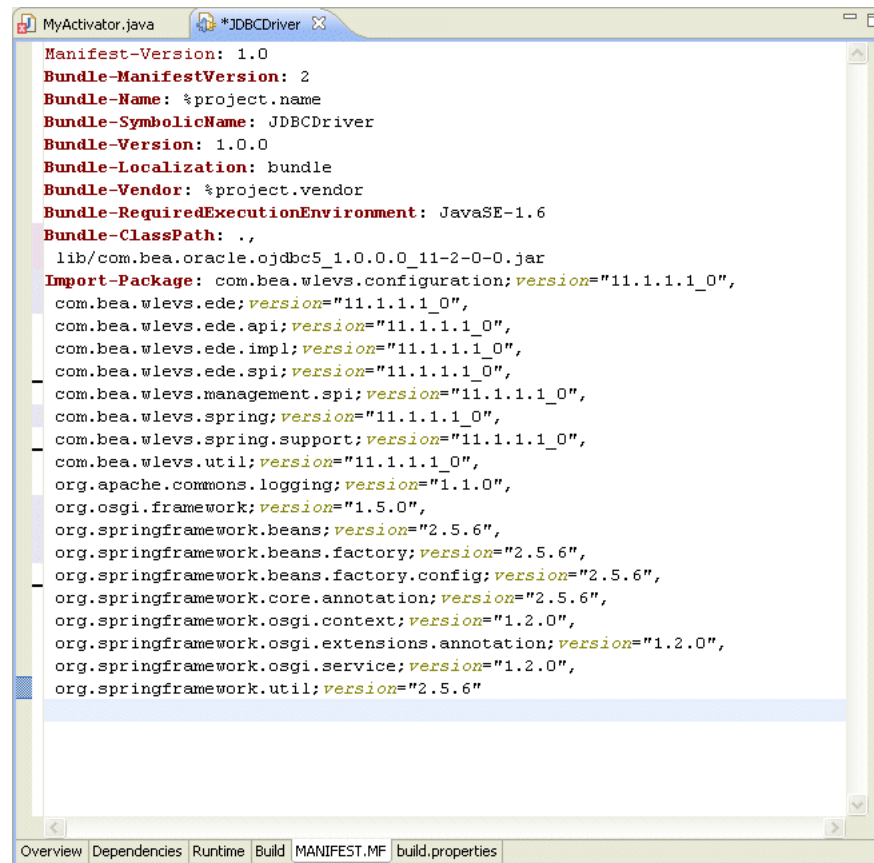 MyActivator.java *JDBCDriver
Manifest-Version: 1.0
Bundle-ManifestVersion: 2
Bundle-Name: %project.name
Bundle-SymbolicName: JDBCDriver
Bundle-Version: 1.0.0
Bundle-Localization: bundle
Bundle-Vendor: %project.vendor
Bundle-RequiredExecutionEnvironment: JavaSE-1.6
Bundle-ClassPath: .,
 lib/com.bea.oracle.ojdbc5_1.0.0.0_11-2-0-0.jar
Import-Package: com.bea.wlevs.configuration;version="11.1.1.1_0",
 com.bea.wlevs.ede;version="11.1.1.1_0",
 com.bea.wlevs.ede.api;version="11.1.1.1_0",
 com.bea.wlevs.ede.impl;version="11.1.1.1_0",
 com.bea.wlevs.ede.spi;version="11.1.1.1_0",
 com.bea.wlevs.management.spi;version="11.1.1.1_0",
 com.bea.wlevs.spring;version="11.1.1.1_0",
 com.bea.wlevs.spring.support;version="11.1.1.1_0",
 com.bea.wlevs.util;version="11.1.1.1_0",
 org.apache.commons.logging;version="1.1.0",
 org.osgi.framework;version="1.5.0",
 org.springframework.beans;version="2.5.6",
 org.springframework.beans.factory;version="2.5.6",
 org.springframework.beans.factory.config;version="2.5.6",
 org.springframework.core.annotation;version="2.5.6",
 org.springframework.osgi.context;version="1.2.0",
 org.springframework.osgi.extensions.annotation;version="1.2.0",
 org.springframework.osgi.service;version="1.2.0",
 org.springframework.util;version="2.5.6"
Overview Dependencies Runtime Build MANIFEST.MF build.properties